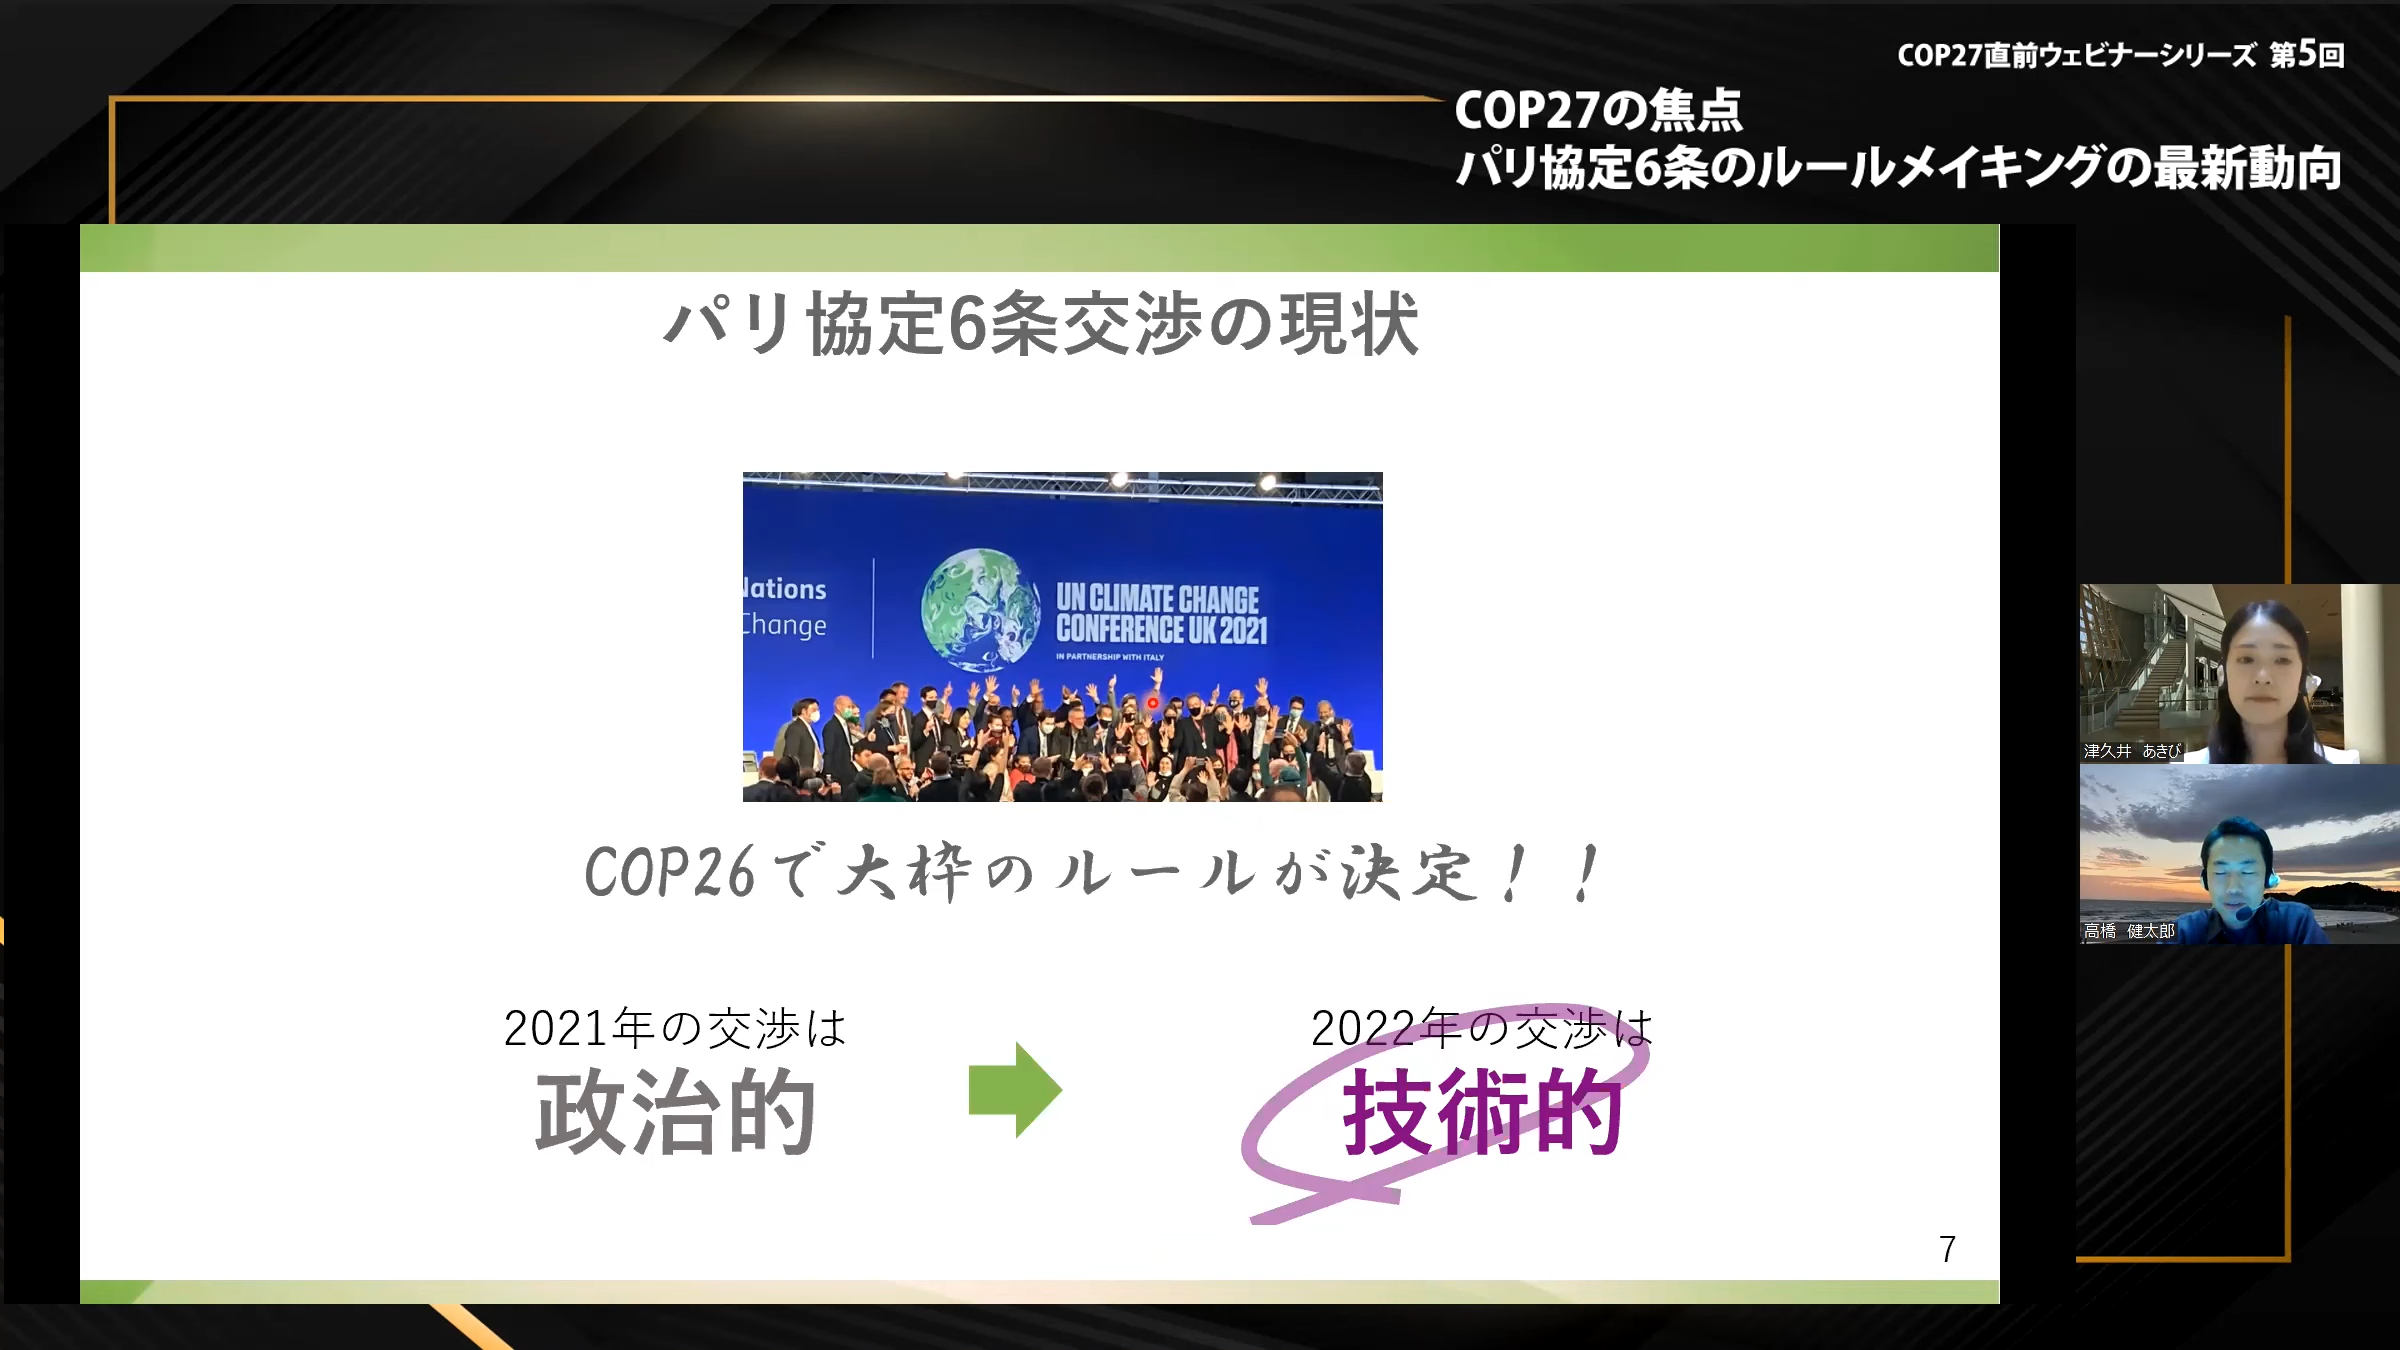 COP27直前ウェビナーシリーズ 第5回
COP27の焦点
パリ協定6条のルールメイキングの最新動向
パリ協定6条交渉の現状
Nations
Change
UN CLIMATE CHANGE
CONFERENCE UK 2021
IN PARTNERSHIP WITH ITALY
COP26で大枠のルールが決定！！
2021年の交渉は
政治的
2022年の交渉は
技術的
7
津久井 あきび
高橋 健太郎